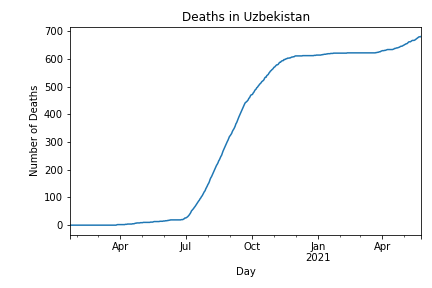 Deaths in Uzbekistan
700
600
500
400
300
200
100
0
Number of Deaths
Apr
Jul
Oct
Jan
2021
Apr
Day